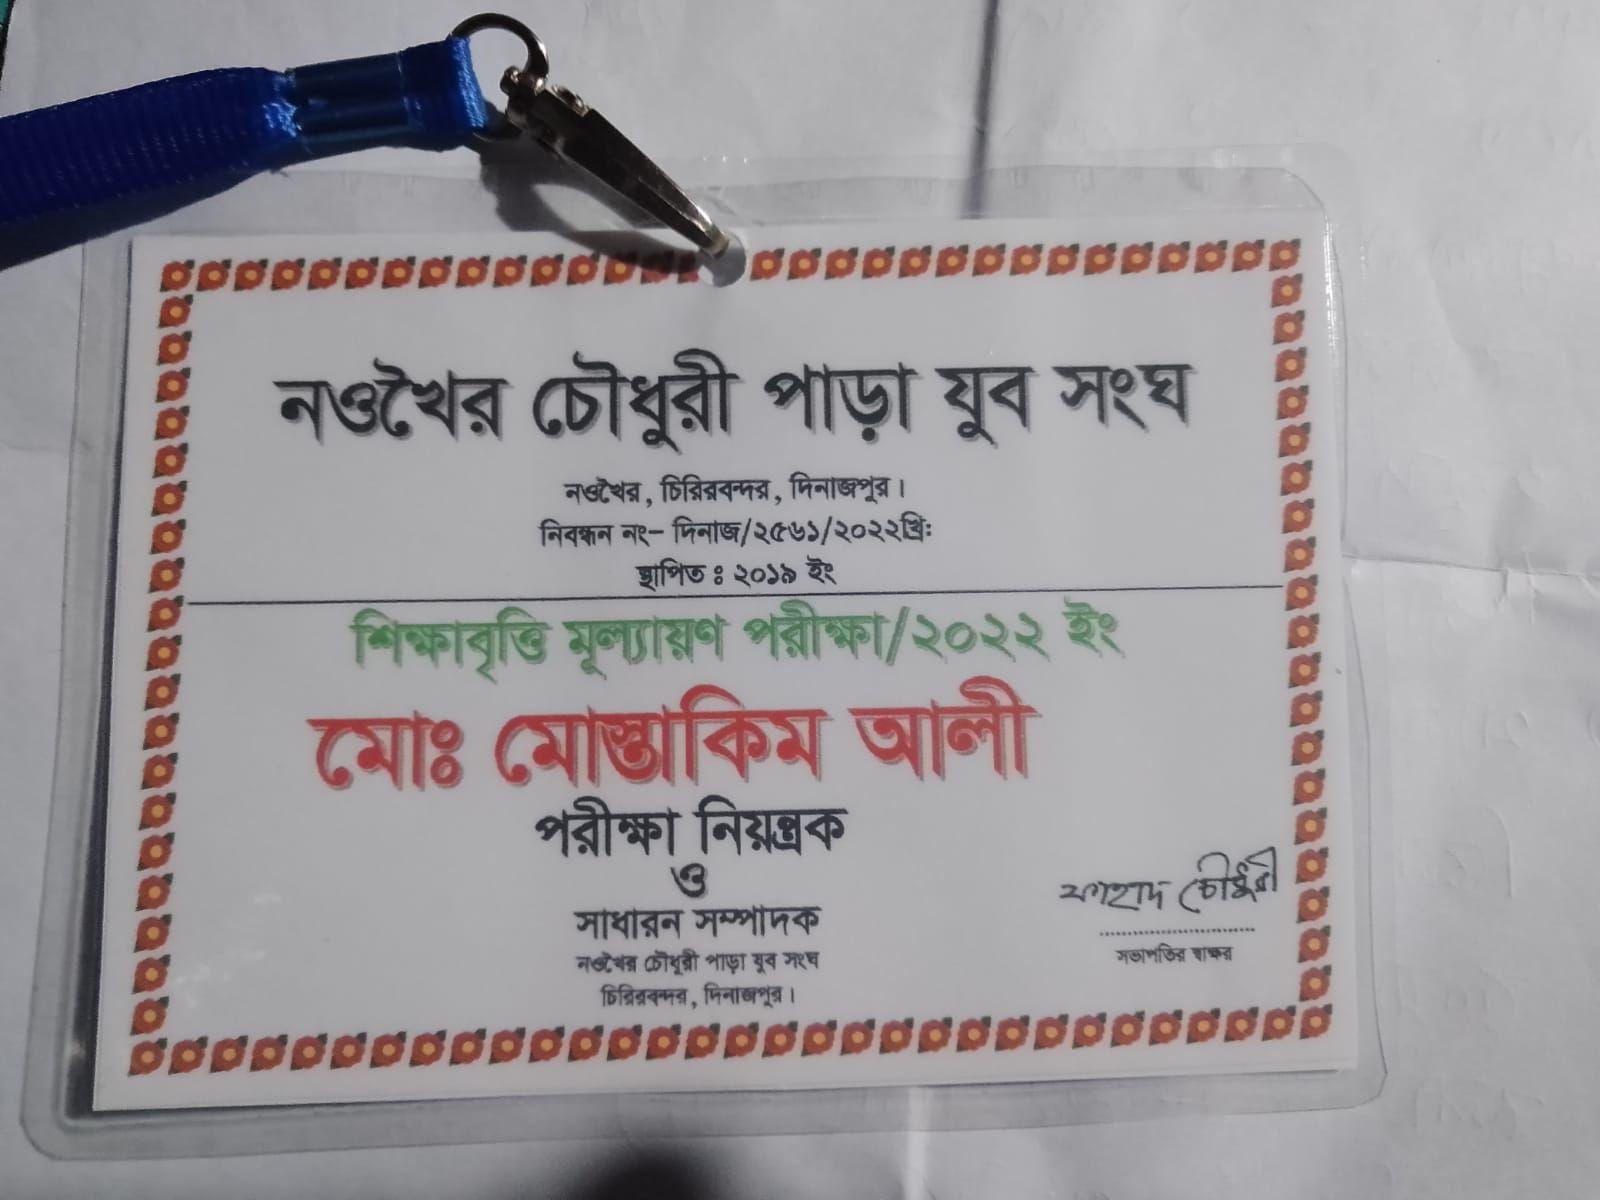 নওখৈর চৌধুরী পাড়া যুব সংঘ
নওখৈর, চিরিরবন্দর, দিনাজপুর।
নিবন্ধন নং- দিনাজ/২৫৬১/২০২২খ্রিঃ
স্থাপিত ঃ ২০১৯ ইং
শিক্ষাবৃত্তি মূল্যায়ণ পরীক্ষা/২০২২ ইং
মোঃ মোস্তাকিম আলী
পরীক্ষা নিয়ন্ত্রক
ও
সাধারন সম্পাদক
নওখৈর চৌধুরী পাড়া যুব সংঘ
চিরিরবন্দর, দিনাজপুর।
ফাহাদ চৌধুরী
সভাপতির স্বাক্ষর